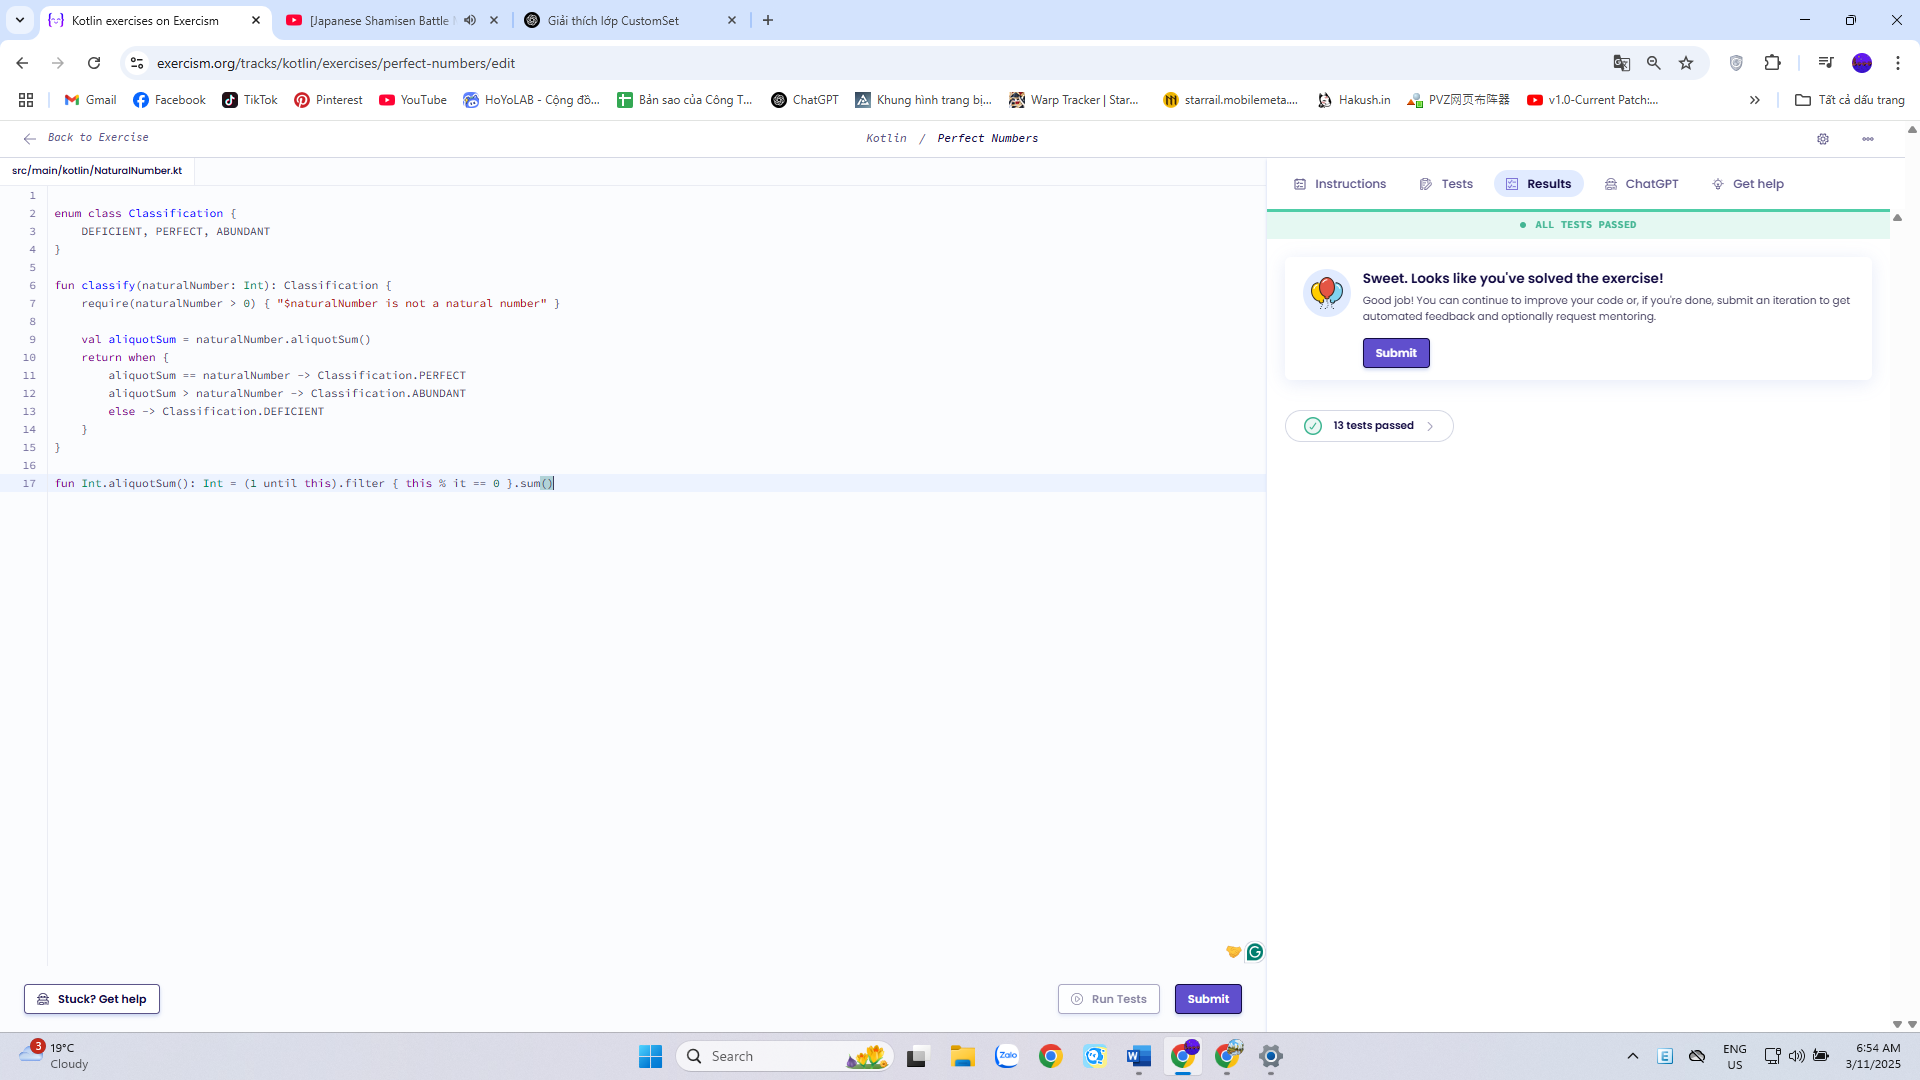 Kotlin exercises on Exercism
[Japanese Shamisen Battle
Giải thích lớp CustomSet
exercism.org/tracks/kotlin/exercises/perfect-numbers/edit
Gmail
Facebook
TikTok
Pinterest
YouTube
HoYoLAB - Cộng đồ...
Bản sao của Công T...
ChatGPT
Khung hình trang bị...
Warp Tracker | Star...
starrail.mobilemeta....
Hakush.in
PVZ网页布阵器
v1.0-Current Patch:...
Tất cả dấu trang
Back to Exercise
Kotlin / Perfect Numbers
src/main/kotlin/NaturalNumber.kt
1
2 enum class Classification {
3 DEFICIENT, PERFECT, ABUNDANT
4 }
5
6 fun classify(naturalNumber: Int): Classification {
7 require(naturalNumber > 0) { "$naturalNumber is not a natural number" }
8
9 val aliquotSum = naturalNumber.aliquotSum()
10 return when {
11 aliquotSum == naturalNumber -> Classification.PERFECT
12 aliquotSum > naturalNumber -> Classification.ABUNDANT
13 else -> Classification.DEFICIENT
14 }
15 }
16
17 fun Int.aliquotSum(): Int = (1 until this).filter { this % it == 0 }.sum()
Stuck? Get help
Run Tests
Submit
Instructions
Tests
Results
ChatGPT
Get help
ALL TESTS PASSED
Sweet. Looks like you've solved the exercise!
Good job! You can continue to improve your code or, if you're done, submit an iteration to get
automated feedback and optionally request mentoring.
Submit
13 tests passed
3
19°C
Cloudy
Search
Zalo
ENG
US
6:54 AM
3/11/2025